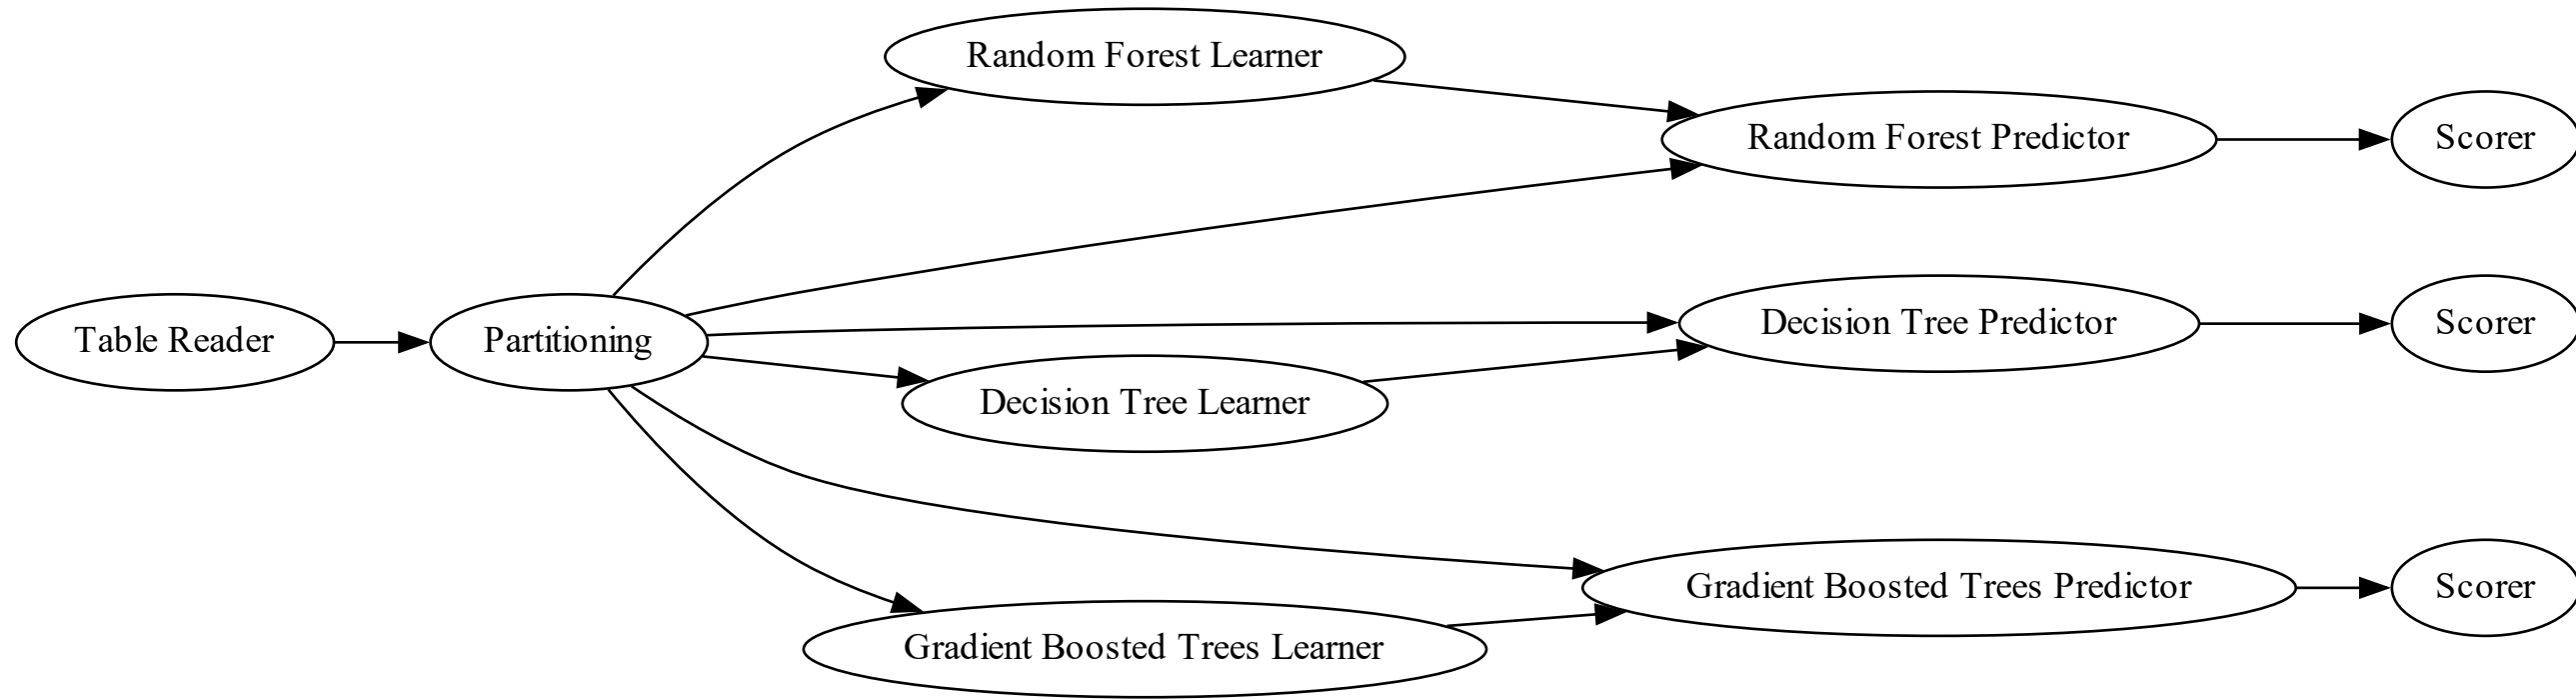 Random Forest Learner
Random Forest Predictor
Scorer
Table Reader
Partitioning
Decision Tree Predictor
Scorer
Decision Tree Learner
Gradient Boosted Trees Predictor
Scorer
Gradient Boosted Trees Learner